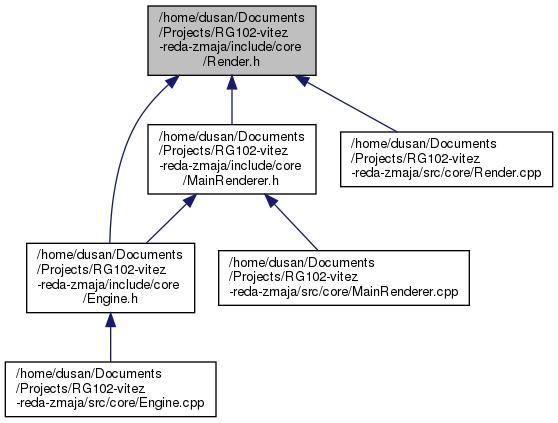 /home/dusan/Documents
/Projects/RG102-vitez
-reda-zmaja/include/core
/Render.h
/home/dusan/Documents
/Projects/RG102-vitez
-reda-zmaja/include/core
/MainRenderer.h
/home/dusan/Documents
/Projects/RG102-vitez
-reda-zmaja/src/core/Render.cpp
/home/dusan/Documents
/Projects/RG102-vitez
-reda-zmaja/include/core
/Engine.h
/home/dusan/Documents
/Projects/RG102-vitez
-reda-zmaja/src/core/MainRenderer.cpp
/home/dusan/Documents
/Projects/RG102-vitez
-reda-zmaja/src/core/Engine.cpp